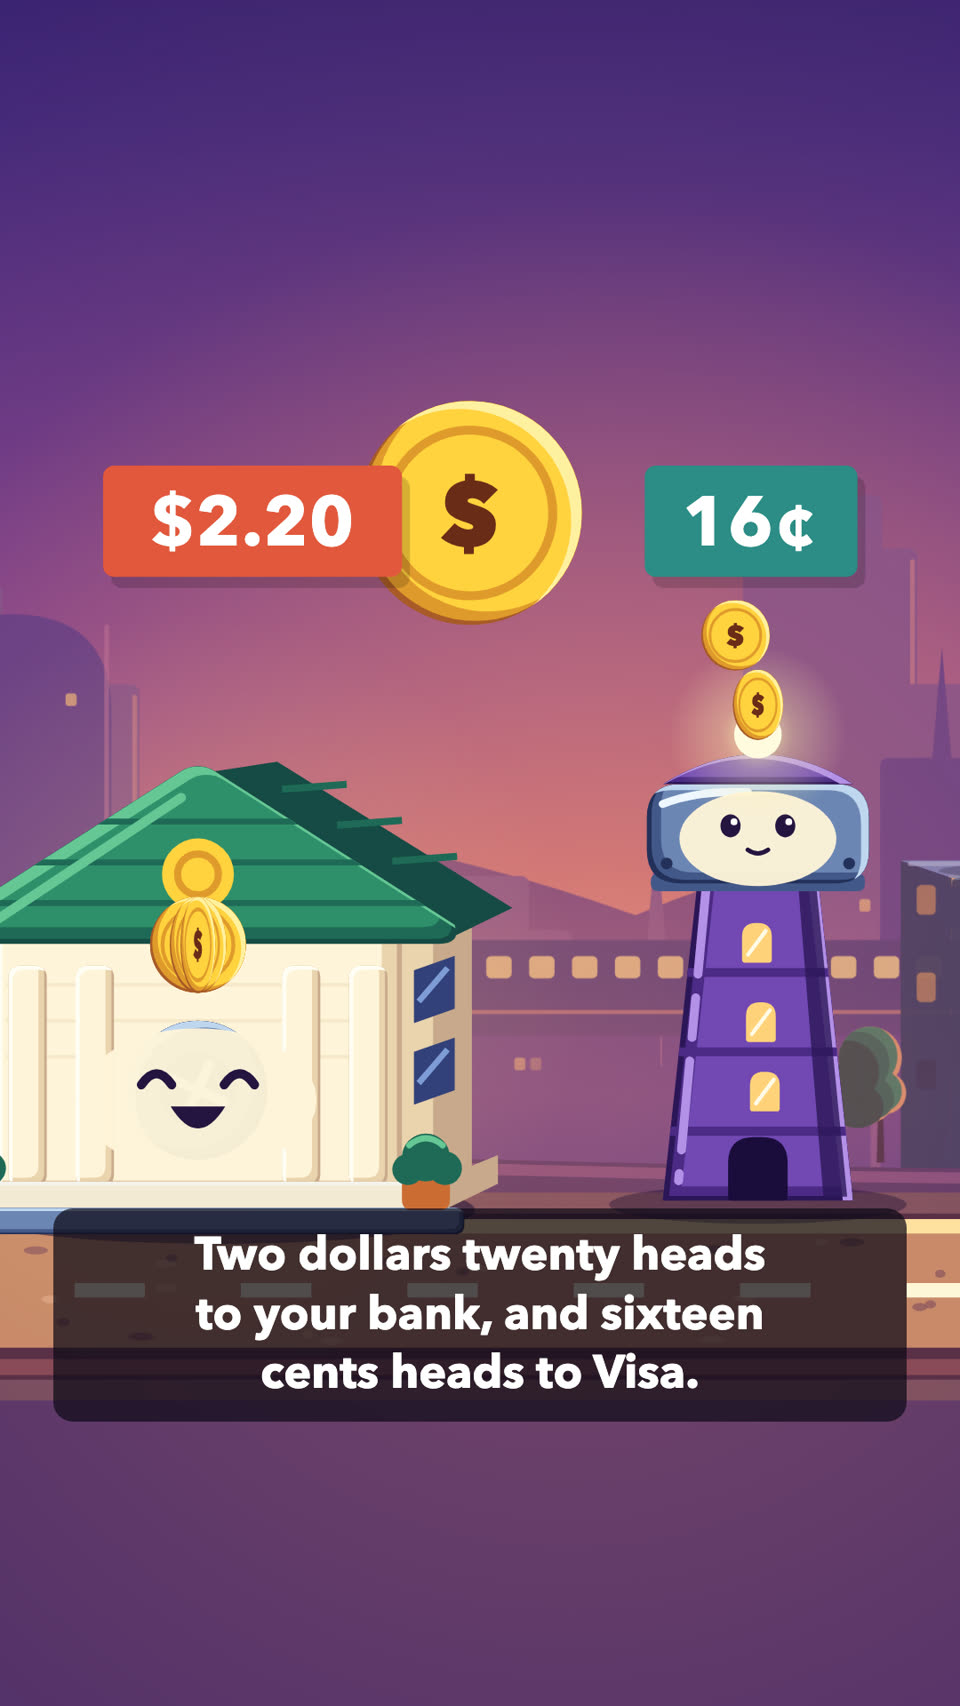 $2.20
$
16¢
$
$
$
Two dollars twenty heads
to your bank, and sixteen
cents heads to Visa.